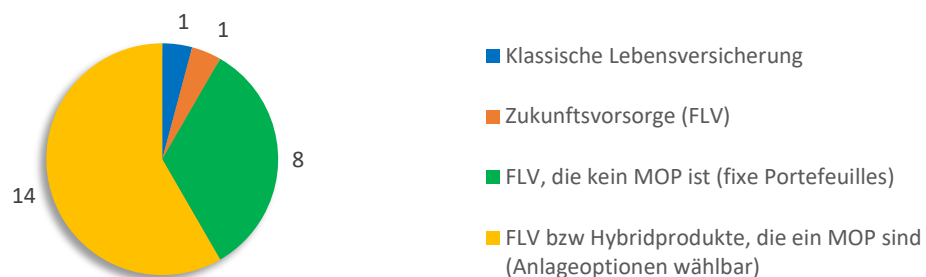 1
1
8
14
Klassische Lebensversicherung
Zukunftsvorsorge (FLV)
FLV, die kein MOP ist (fixe Portefeuilles)
FLV bzw Hybridprodukte, die ein MOP sind
(Anlageoptionen wählbar)